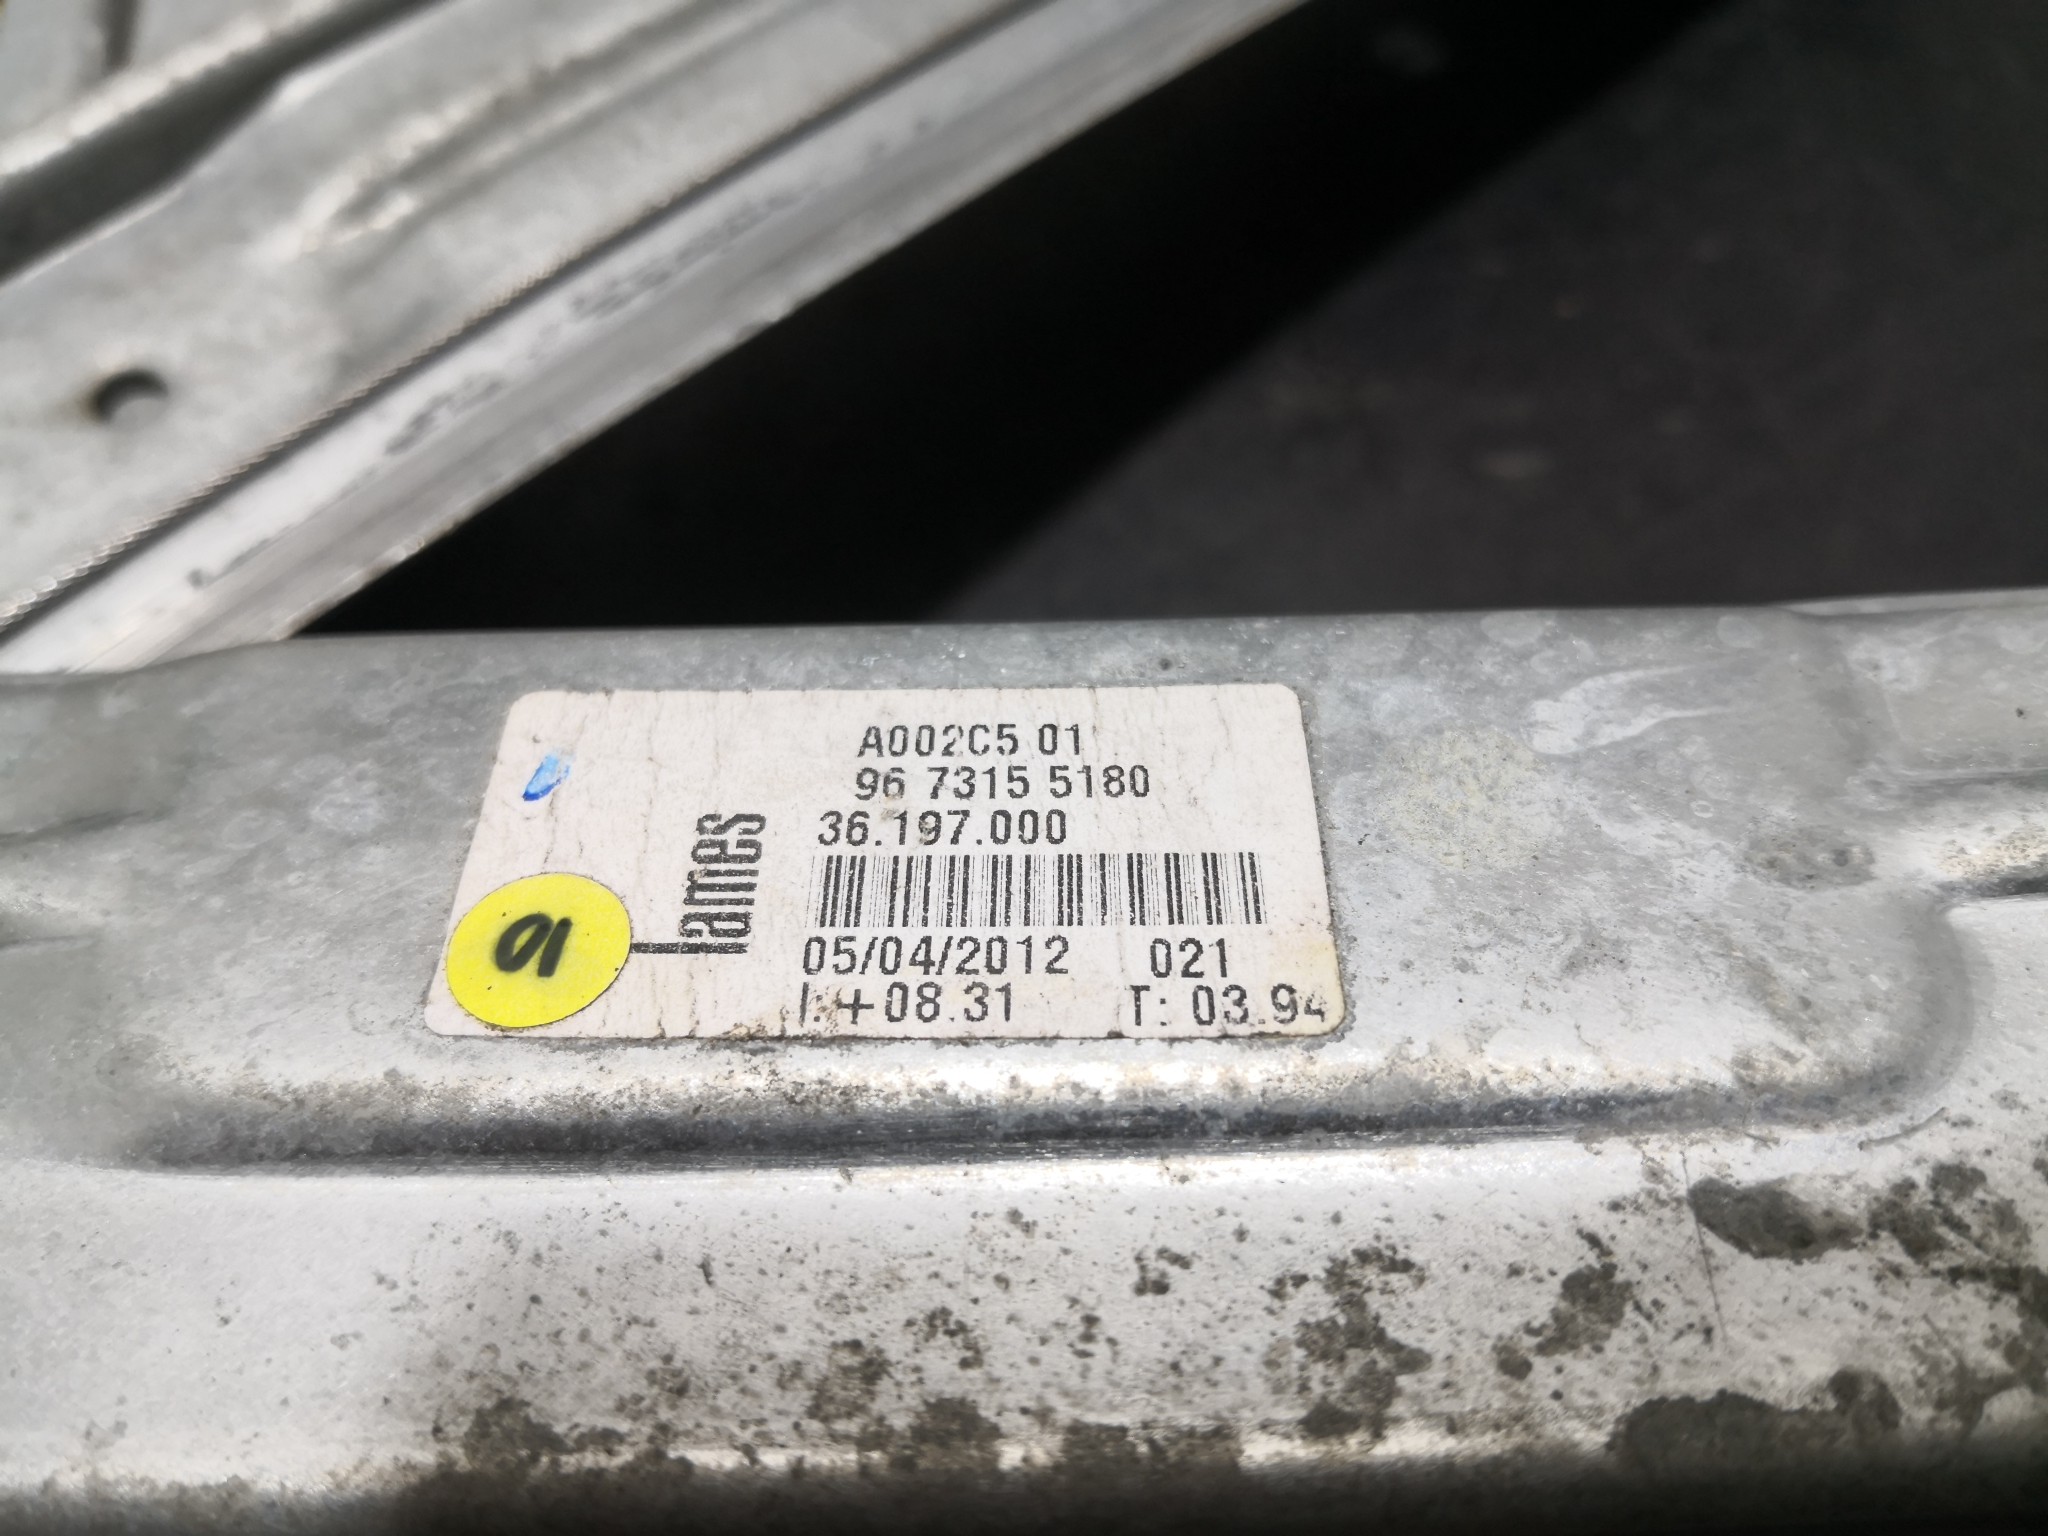 A002C5 01
96 7315 5180
36.197.000
lames
05/04/2012 021
I: +08.31 T: 03.94
01